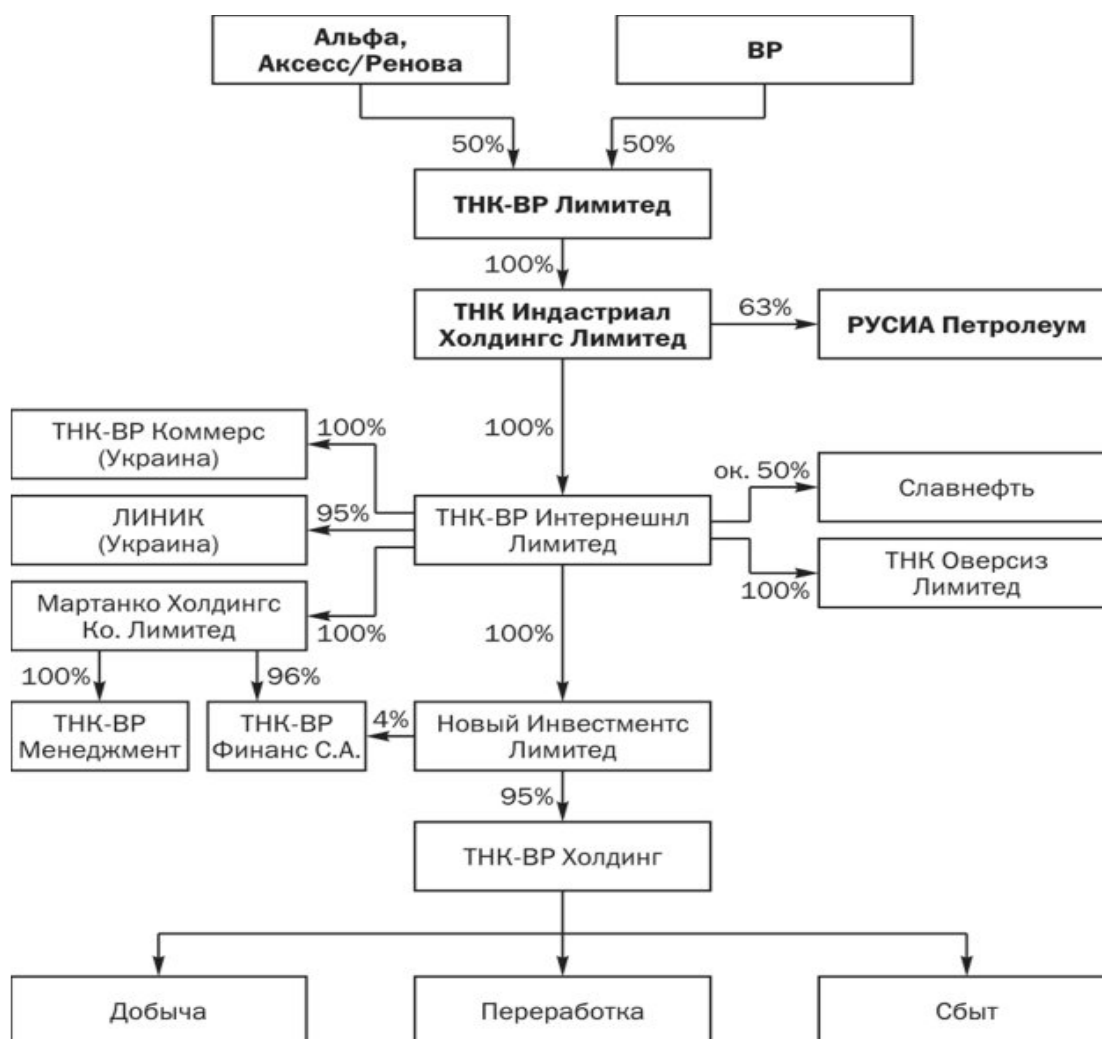 Альфа,
Аксесс/Ренова
ВР
50%
50%
ТНК-ВР Лимитед
100%
ТНК Индастриал
Холдингс Лимитед
63%
РУСИА Петролеум
100%
ТНК-ВР Коммерс
(Украина)
100%
ЛИНИК
(Украина)
95%
ТНК-ВР Интернешнл
Лимитед
ок. 50%
Славнефть
100%
ТНК Оверсиз
Лимитед
Мартанко Холдингс
Ко. Лимитед
100%
100%
100%
96%
ТНК-ВР
Менеджмент
ТНК-ВР
Финанс С.А.
4%
Новый Инвестментс
Лимитед
95%
ТНК-ВР Холдинг
Добыча
Переработка
Сбыт